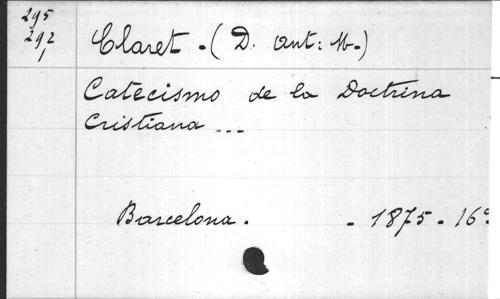 295
292
1
Claret - (D. Ant: M.)
Catecismo de la Doctrina
Cristiana ...
Barcelona. - 1875 - 16º